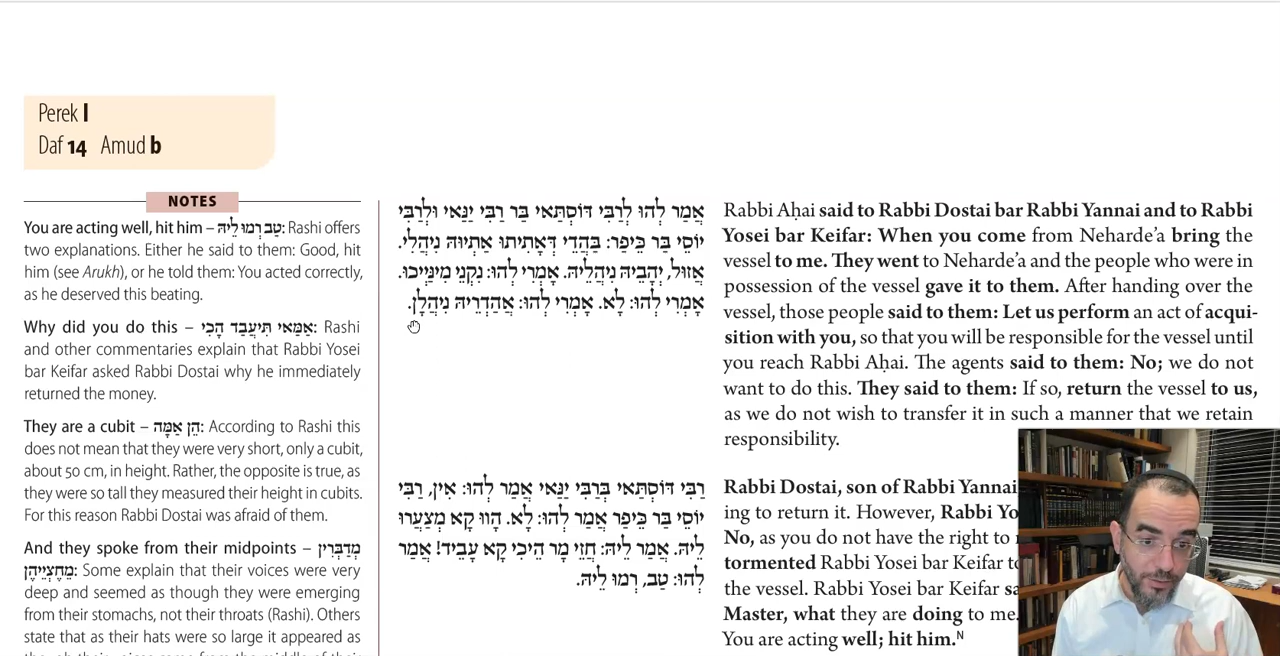 Perek I
Daf 14 Amud b
NOTES
You are acting well, hit him – טַב רְמוּ לֵיהּ: Rashi offers
two explanations. Either he said to them: Good, hit
him (see Arukh), or he told them: You acted correctly,
as he deserved this beating.
Why did you do this – אַמַּאי תִּיעֲבַד הָכִי: Rashi
and other commentaries explain that Rabbi Yosei
bar Keifar asked Rabbi Dostai why he immediately
returned the money.
They are a cubit – הֵן אַמָּה: According to Rashi this
does not mean that they were very short, only a cubit,
about 50 cm, in height. Rather, the opposite is true, as
they were so tall they measured their height in cubits.
For this reason Rabbi Dostai was afraid of them.
And they spoke from their midpoints – מְדַבְּרִין
מֵחֲצָיֵיהֶן: Some explain that their voices were very
deep and seemed as though they were emerging
from their stomachs, not their throats (Rashi). Others
state that as their hats were so large it appeared as
though their voices came from the middle of their
אֲמַר לְהוּ לְרַבִּי דּוֹסְתַּאי בַּר רַבִּי יַנַּאי וּלְרַבִּי
יוֹסֵי בַּר כֵּיפַר: בַּהֲדֵי דְּאָתִיתוּ אַתְיוּהּ נִיהֲלִי.
אֲזוּל, יַהֲבֵיהּ נִיהֲלֵיהּ. אָמְרִי לְהוּ: נִקְנֵי מִינַּיְיכוּ.
אָמְרִי לְהוּ: לָא. אָמְרִי לְהוּ: אַהְדְּרֵיהּ נִיהֲלַן.
רַבִּי דּוֹסְתַּאי בְּרַבִּי יַנַּאי אֲמַר לְהוּ: אִין, רַבִּי
יוֹסֵי בַּר כֵּיפַר אֲמַר לְהוּ: לָא. הֲווֹ קָא מְצַעֲרוּ
לֵיהּ. אֲמַר לֵיהּ: חֲזֵי מָר הֵיכִי קָא עָבֵיד! אֲמַר
לְהוּ: טַב, רְמוּ לֵיהּ.
Rabbi Aḥai said to Rabbi Dostai bar Rabbi Yannai and to Rabbi
Yosei bar Keifar: When you come from Neharde’a bring the
vessel to me. They went to Neharde’a and the people who were in
possession of the vessel gave it to them. After handing over the
vessel, those people said to them: Let us perform an act of acqui-
sition with you, so that you will be responsible for the vessel until
you reach Rabbi Aḥai. The agents said to them: No; we do not
want to do this. They said to them: If so, return the vessel to us,
as we do not wish to transfer it in such a manner that we retain
responsibility.
Rabbi Dostai, son of Rabbi Yannai
ing to return it. However, Rabbi Yo
No, as you do not have the right to
tormented Rabbi Yosei bar Keifar to
the vessel. Rabbi Yosei bar Keifar sa
Master, what they are doing to me.
You are acting well; hit him.N